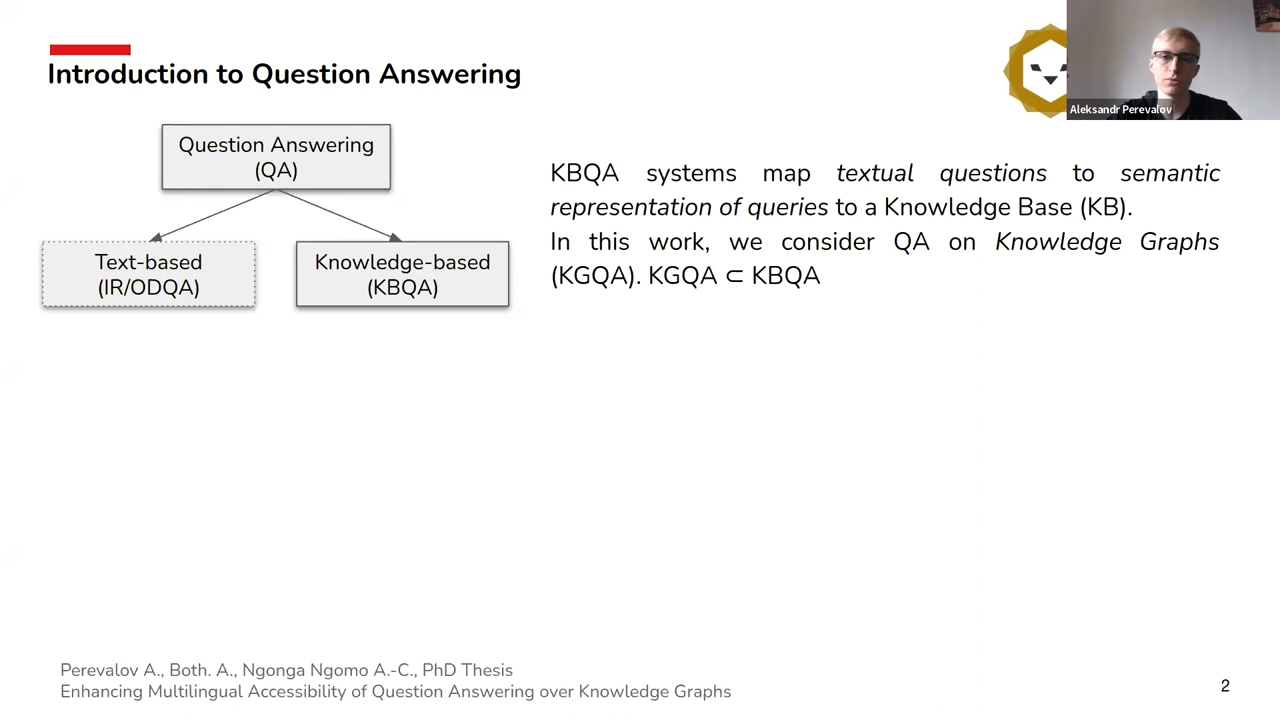 Introduction to Question Answering
Aleksandr Perevalov
Question Answering
(QA)
Text-based
(IR/ODQA)
Knowledge-based
(KBQA)
KBQA systems map textual questions to semantic
representation of queries to a Knowledge Base (KB).
In this work, we consider QA on Knowledge Graphs
(KGQA). KGQA ⊂ KBQA
Perevalov A., Both. A., Ngonga Ngomo A.-C., PhD Thesis
Enhancing Multilingual Accessibility of Question Answering over Knowledge Graphs
2